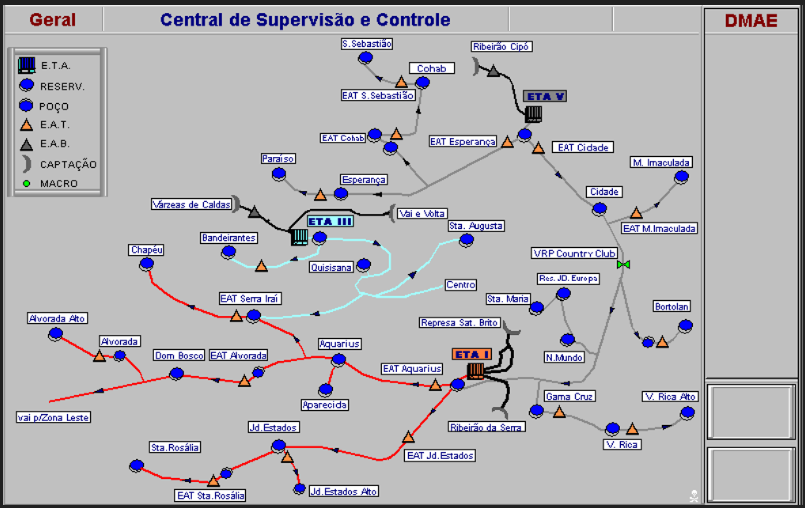 Geral
Central de Supervisão e Controle
DMAE
E.T.A.
RESERV.
POÇO
E.A.T.
E.A.B.
CAPTAÇÃO
MACRO
S.Sebastião
Ribeirão Cipó
Cohab
EAT S.Sebastião
ETA V
EAT Cohab
EAT Esperança
EAT Cidade
Paraíso
Esperança
M. Imaculada
Cidade
Várzeas de Caldas
Vai e Volta
ETA III
Sta. Augusta
EAT M.Imaculada
Bandeirantes
Chapéu
Quisisana
VRP Country Club
Centro
Res. JD. Europa
EAT Serra Iraí
Sta. Maria
Bortolan
Alvorada Alto
Represa Sat. Brito
Alvorada
Dom Bosco
EAT Alvorada
Aquarius
ETA I
N.Mundo
EAT Aquarius
Aparecida
Gama Cruz
V. Rica Alto
vai p/Zona Leste
Jd.Estados
Ribeirão da Serra
V. Rica
Sta.Rosália
EAT Jd.Estados
EAT Sta.Rosália
Jd.Estados Alto